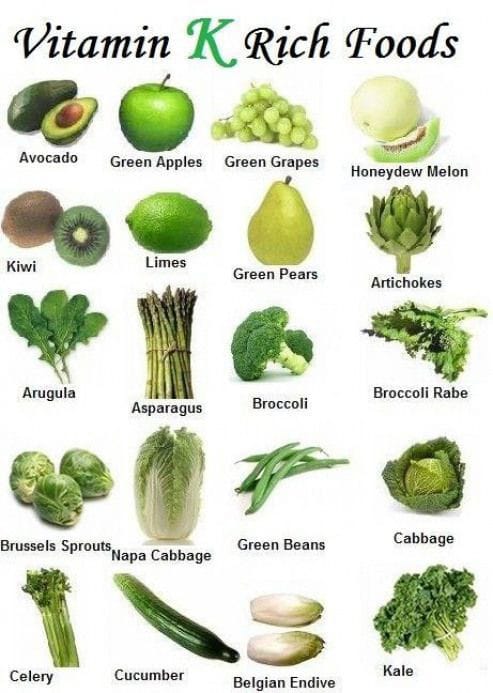 Vitamin K Rich Foods
Avocado
Green Apples
Green Grapes
Honeydew Melon
Kiwi
Limes
Green Pears
Artichokes
Arugula
Asparagus
Broccoli
Broccoli Rabe
Brussels Sprouts
Napa Cabbage
Green Beans
Cabbage
Celery
Cucumber
Belgian Endive
Kale